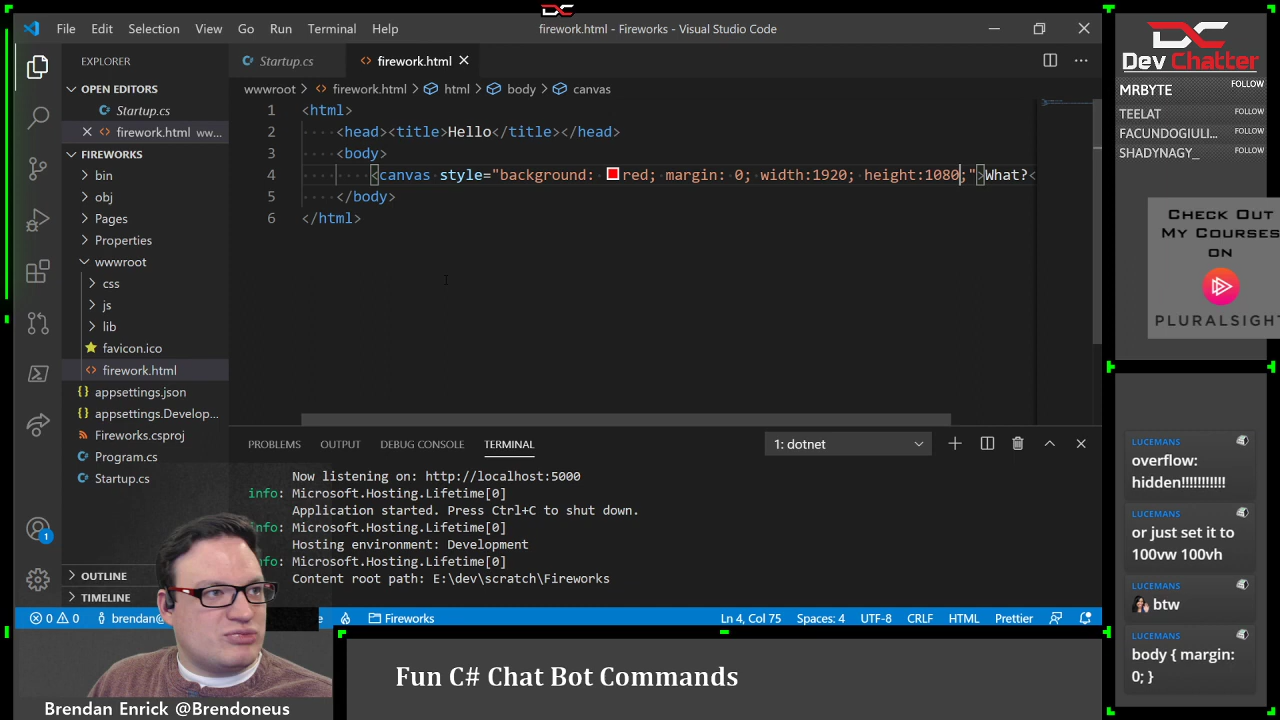 File Edit Selection View Go Run Terminal Help
firework.html - Fireworks - Visual Studio Code
EXPLORER
OPEN EDITORS
Startup.cs
firework.html ww...
FIREWORKS
bin
obj
Pages
Properties
wwwroot
css
js
lib
favicon.ico
firework.html
appsettings.json
appsettings.Develop...
Fireworks.csproj
Program.cs
Startup.cs
OUTLINE
TIMELINE
1
Startup.cs
firework.html
wwwroot > firework.html > html > body > canvas
1 <html>
2 <head><title>Hello</title></head>
3 <body>
4 <canvas style="background: red; margin: 0; width:1920; height:1080;">What?<
5 </body>
6 </html>
PROBLEMS OUTPUT DEBUG CONSOLE TERMINAL 1: dotnet
Now listening on: http://localhost:5000
info: Microsoft.Hosting.Lifetime[0]
Application started. Press Ctrl+C to shut down.
info: Microsoft.Hosting.Lifetime[0]
Hosting environment: Development
info: Microsoft.Hosting.Lifetime[0]
Content root path: E:\dev\scratch\Fireworks
0 0 brendan@ Fireworks Ln 4, Col 75 Spaces: 4 UTF-8 CRLF HTML Prettier
DC
Dev Chatter
MRBYTE FOLLOW
TEELAT FOLLOW
FACUNDOGIULI... FOLLOW
SHADYNAGY_ FOLLOW
CHECK OUT
MY COURSES
ON
PLURALSIGH
LUCEMANS
overflow:
hidden!!!!!!!!!!!
LUCEMANS
or just set it to
100vw 100vh
LUCEMANS
btw
LUCEMANS
body { margin:
0; }
Fun C# Chat Bot Commands
Brendan Enrick @Brendoneus